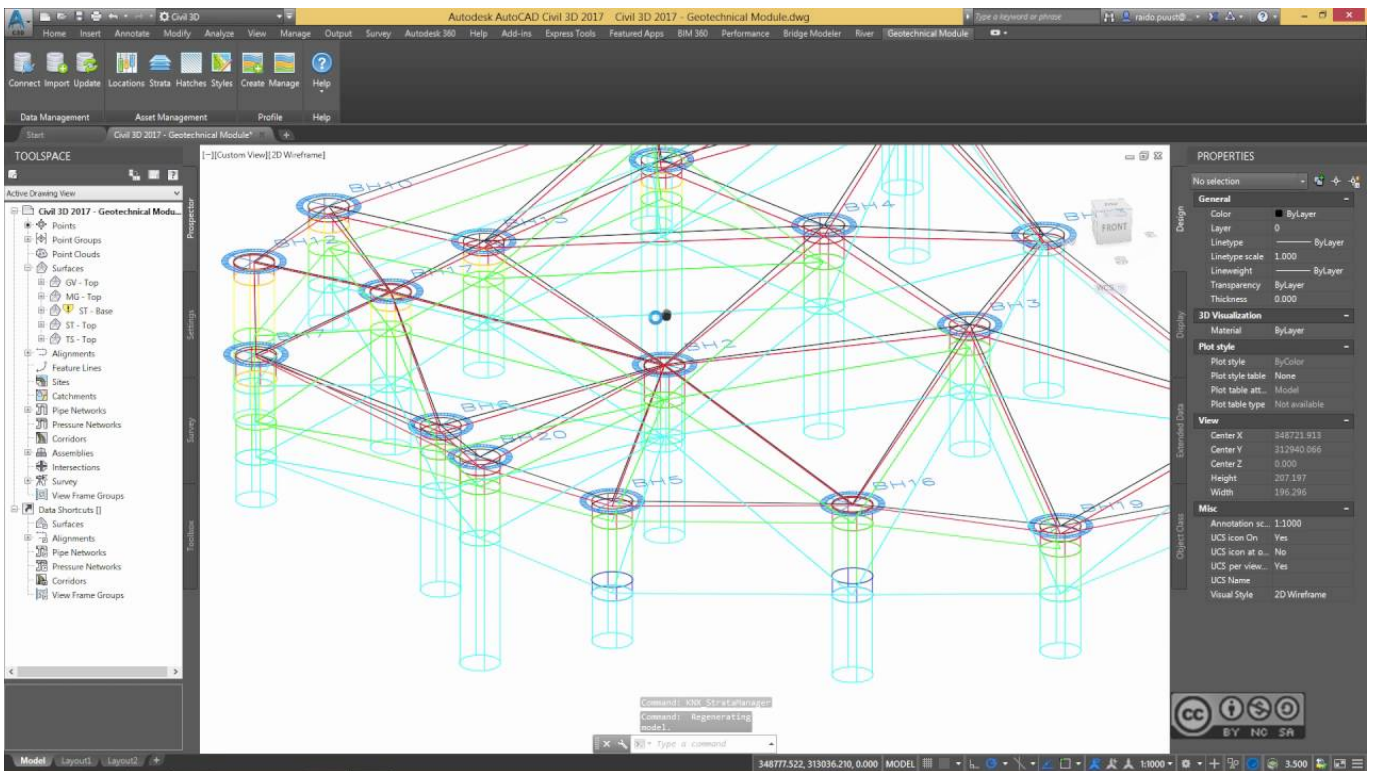 Civil 3D
Autodesk AutoCAD Civil 3D 2017 Civil 3D 2017 - Geotechnical Module.dwg
Type a keyword or phrase
raido.puust@...
Home Insert Annotate Modify Analyze View Manage Output Survey Autodesk 360 Help Add-ins Express Tools Featured Apps BIM 360 Performance Bridge Modeler River Geotechnical Module
Connect Import Update Locations Strata Hatches Styles Create Manage Help
Data Management Asset Management Profile Help
Start Civil 3D 2017 - Geotechnical Module*
TOOLSPACE
Active Drawing View
Civil 3D 2017 - Geotechnical Modu...
Points
Point Groups
Point Clouds
Surfaces
GV - Top
MG - Top
ST - Base
ST - Top
TS - Top
Alignments
Feature Lines
Sites
Catchments
Pipe Networks
Pressure Networks
Corridors
Assemblies
Intersections
Survey
View Frame Groups
Data Shortcuts []
Surfaces
Alignments
Pipe Networks
Pressure Networks
Corridors
View Frame Groups
Prospector
Settings
Survey
Toolbox
[-][Custom View][2D Wireframe]
BH10
BH4
BH12
BH17
BH3
BH2
BH6
BH20
BH5
BH16
BH19
FRONT
WCS
Command: KNX_StrataManager
Command: Regenerating
model.
Type a command
PROPERTIES
No selection
Design
Display
Extended Data
Object Class
General
Color ByLayer
Layer 0
Linetype ByLayer
Linetype scale 1.000
Lineweight ByLayer
Transparency ByLayer
Thickness 0.000
3D Visualization
Material ByLayer
Plot style
Plot style ByColor
Plot style table None
Plot table att... Model
Plot table type Not available
View
Center X 348721.913
Center Y 312940.066
Center Z 0.000
Height 207.197
Width 196.296
Misc
Annotation sc... 1:1000
UCS icon On Yes
UCS icon at o... No
UCS per view... Yes
UCS Name
Visual Style 2D Wireframe
cc
BY NC SA
Model Layout1 Layout2 +
348777.522, 313036.210, 0.000 MODEL 1:1000 3.500